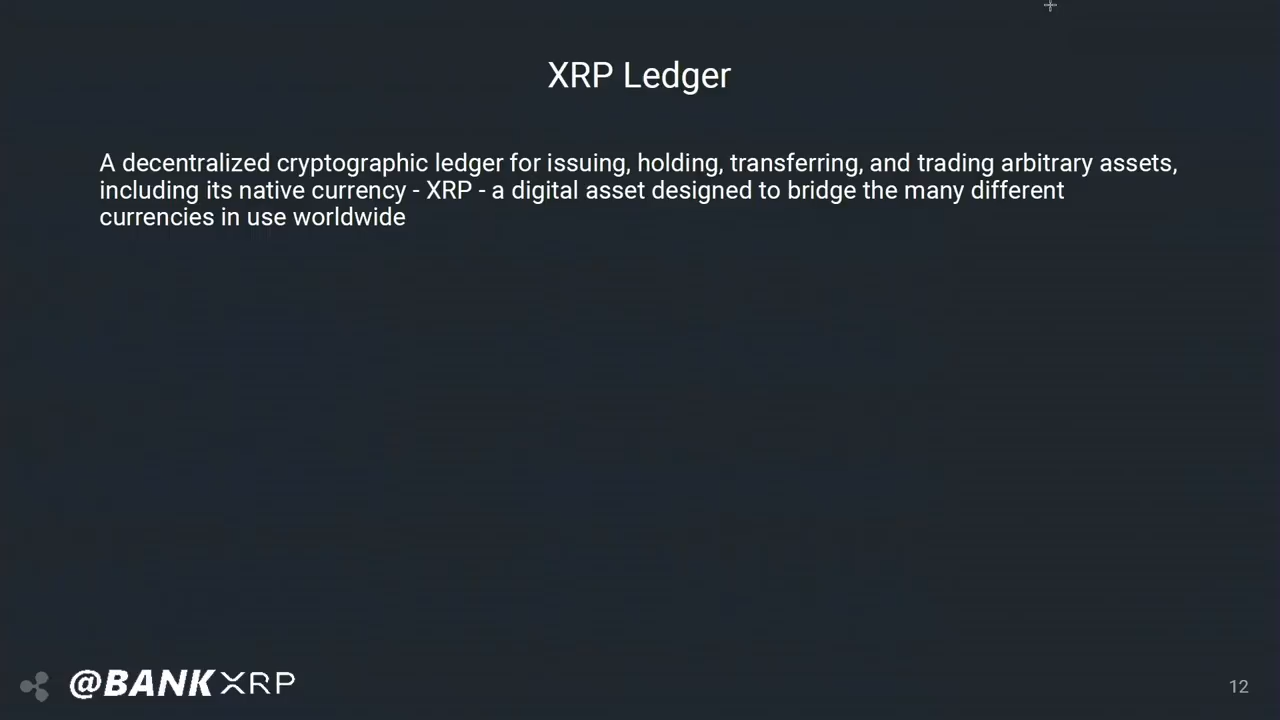 XRP Ledger
A decentralized cryptographic ledger for issuing, holding, transferring, and trading arbitrary assets,
including its native currency - XRP - a digital asset designed to bridge the many different
currencies in use worldwide
@BANKXRP
12